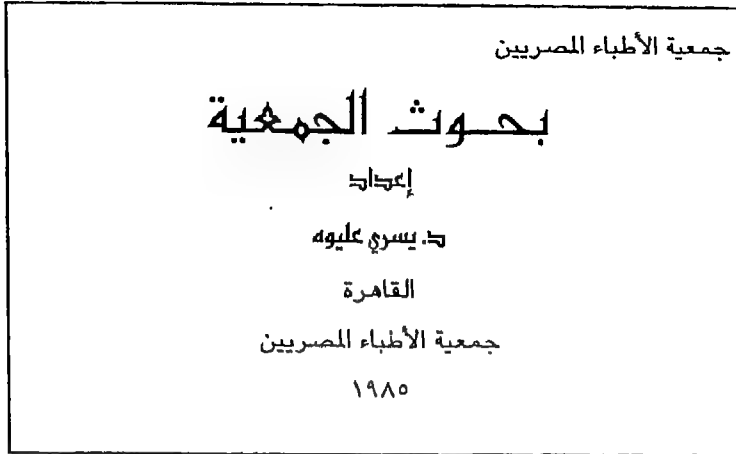 جمعية الأطباء المصريين
بحوث الجمعية
إعداد
د. يسري عليوه
القاهرة
جمعية الأطباء المصريين
١٩٨٥